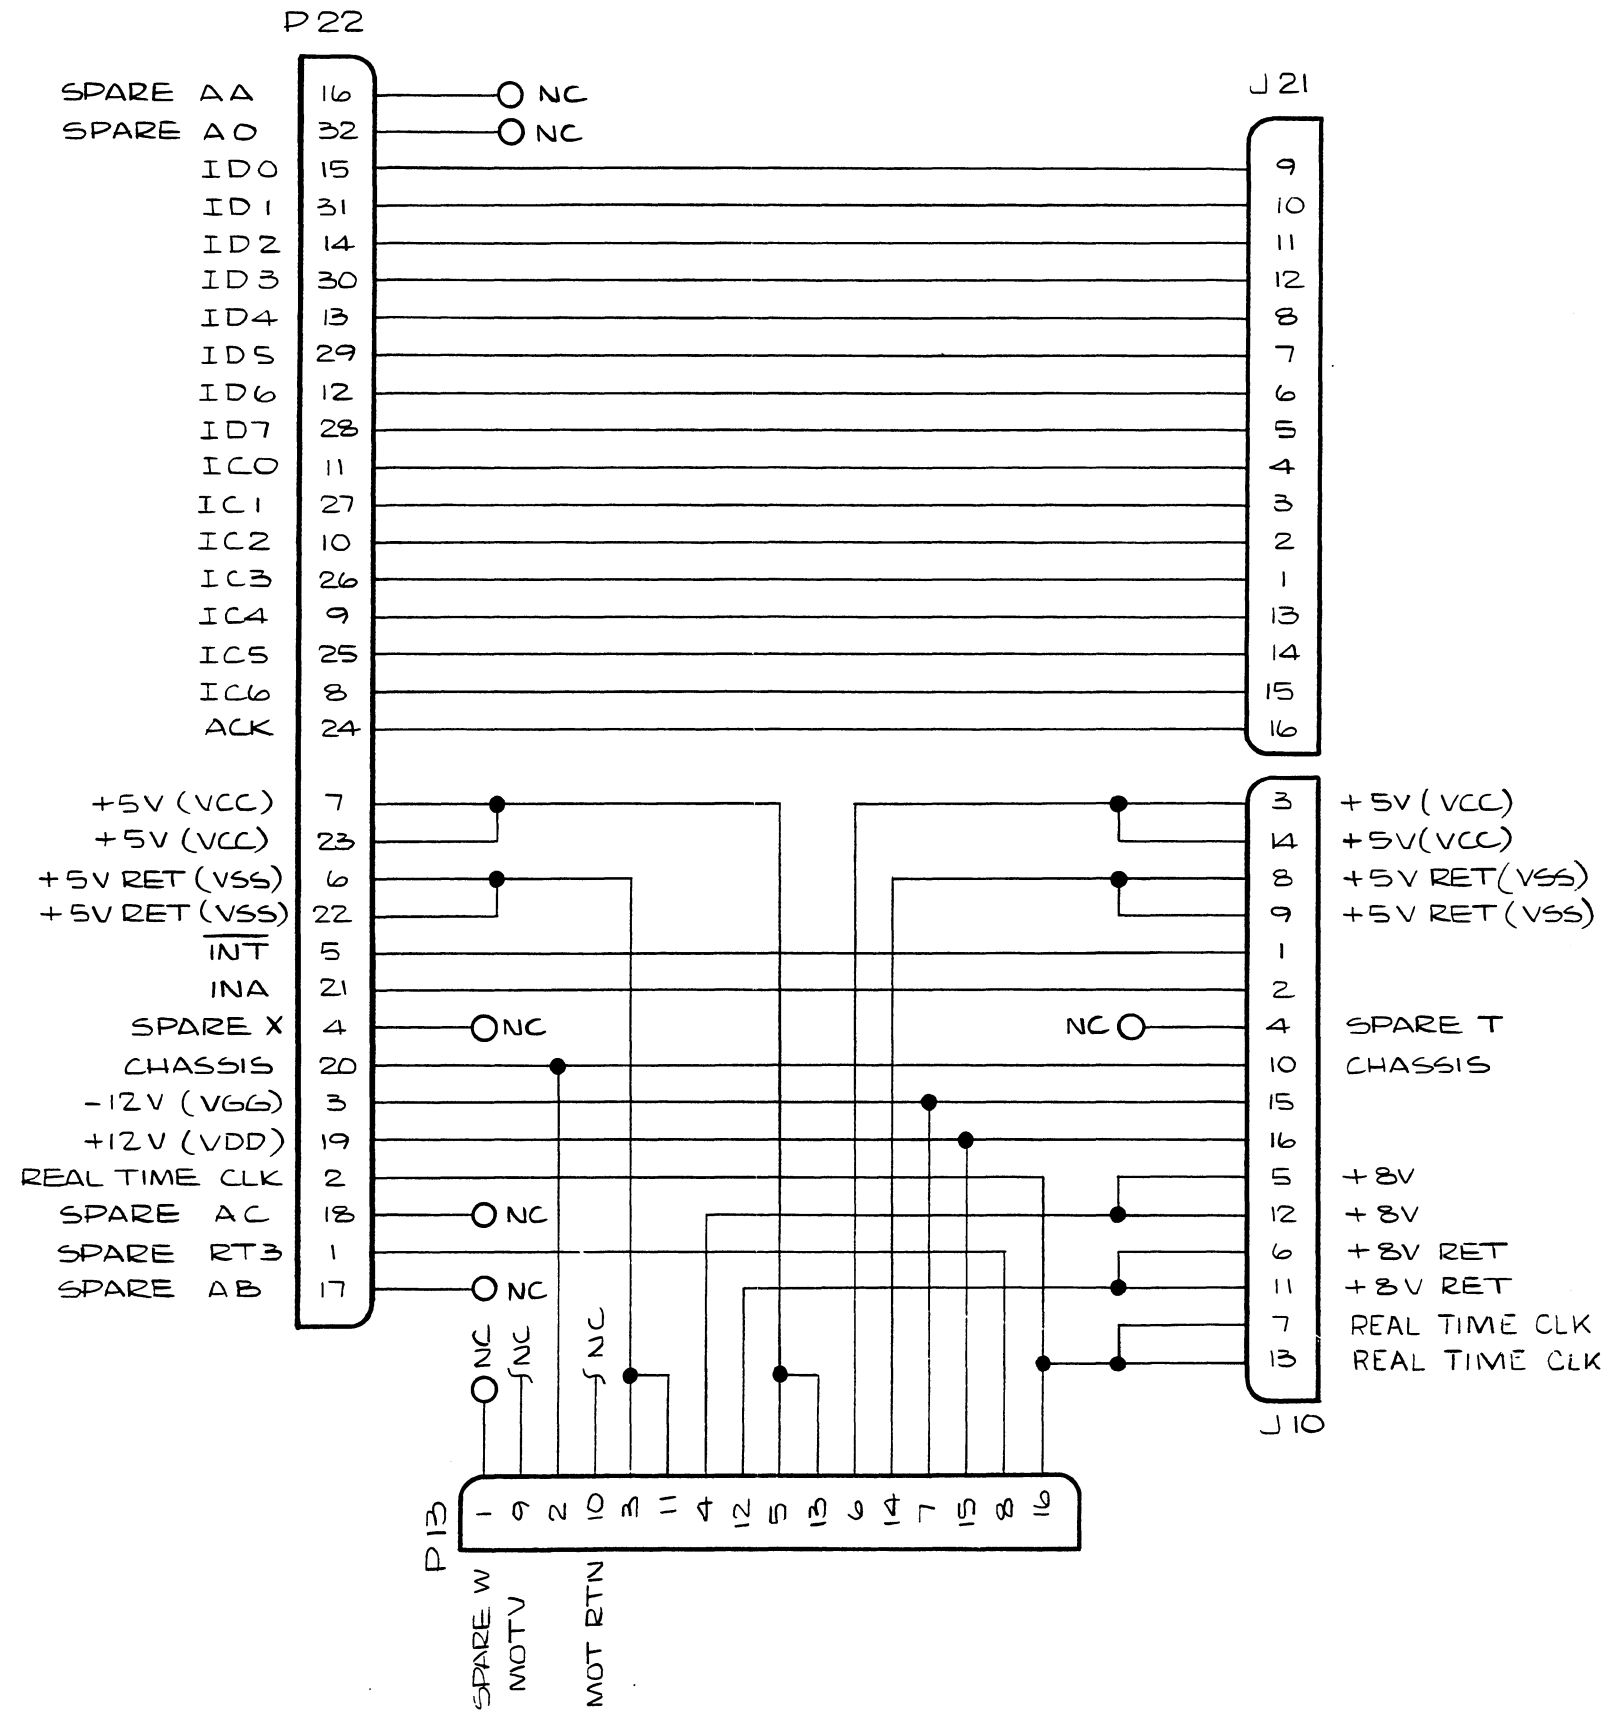 P22
SPARE AA 16 NC
SPARE AO 32 NC
J21
ID0 15 9
ID1 31 10
ID2 14 11
ID3 30 12
ID4 13 8
ID5 29 7
ID6 12 6
ID7 28 5
IC0 11 4
IC1 27 3
IC2 10 2
IC3 26 1
IC4 9 13
IC5 25 14
IC6 8 15
ACK 24 16
+5V (VCC) 7 3 +5V (VCC)
+5V (VCC) 23 14 +5V (VCC)
+5V RET (VSS) 6 8 +5V RET (VSS)
+5V RET (VSS) 22 9 +5V RET (VSS)
INT 5 1
INA 21 2
SPARE X 4 NC NC 4 SPARE T
CHASSIS 20 10 CHASSIS
-12V (VGG) 3 15
+12V (VDD) 19 16
REAL TIME CLK 2 5 +8V
SPARE AC 18 NC 12 +8V
SPARE RT3 1 6 +8V RET
SPARE AB 17 NC 11 +8V RET
NC NC NC 7 REAL TIME CLK
13 REAL TIME CLK
J10
P13 1 9 2 10 3 11 4 12 5 13 6 14 7 15 8 16
SPARE W
MOTV
MOT RTN